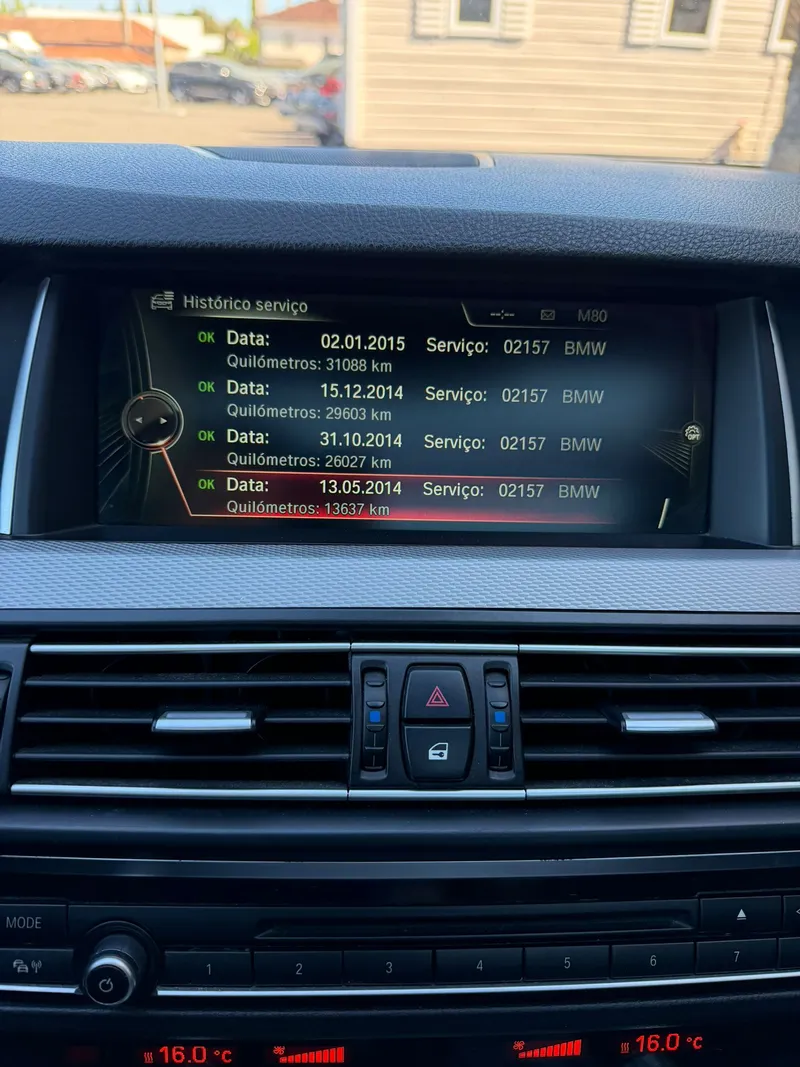 Histórico serviço
--:-- M80
OK Data: 02.01.2015 Serviço: 02157 BMW
Quilómetros: 31088 km
OK Data: 15.12.2014 Serviço: 02157 BMW
Quilómetros: 29603 km
OK Data: 31.10.2014 Serviço: 02157 BMW
Quilómetros: 26027 km
OK Data: 13.05.2014 Serviço: 02157 BMW
Quilómetros: 13637 km
OPT
MODE
1 2 3 4 5 6 7
16.0 °C 16.0 °C